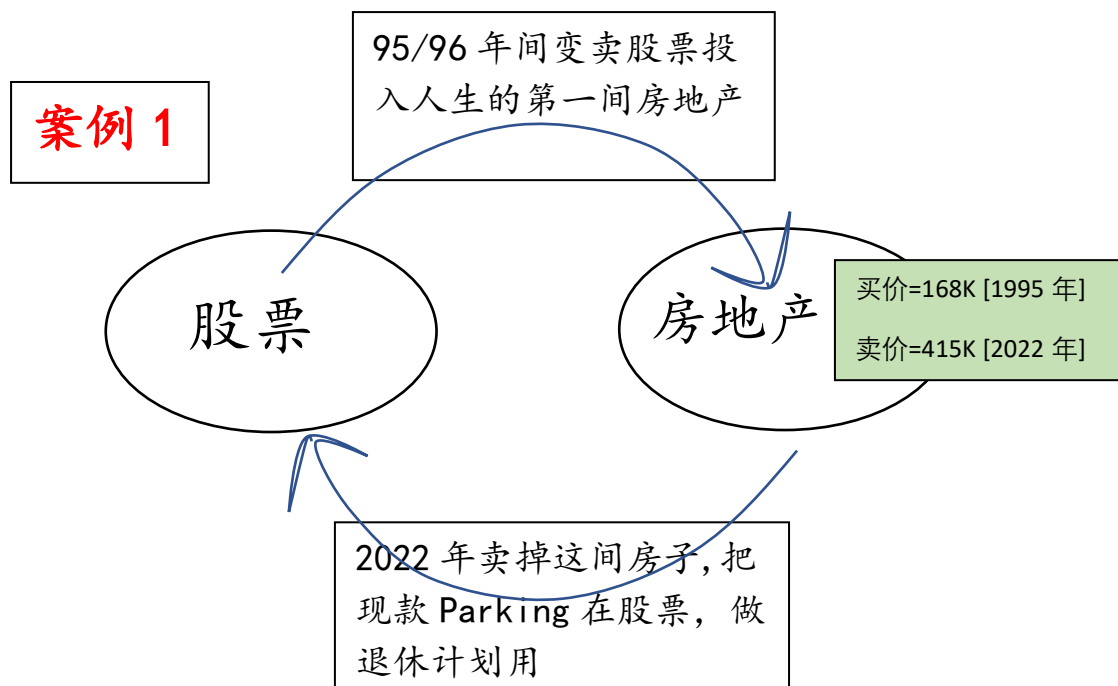 95/96 年间变卖股票投
入人生的第一间房地产
案例 1
股票
房地产
买价=168K [1995 年]
卖价=415K [2022 年]
2022 年卖掉这间房子,把
现款 Parking 在股票，做
退休计划用